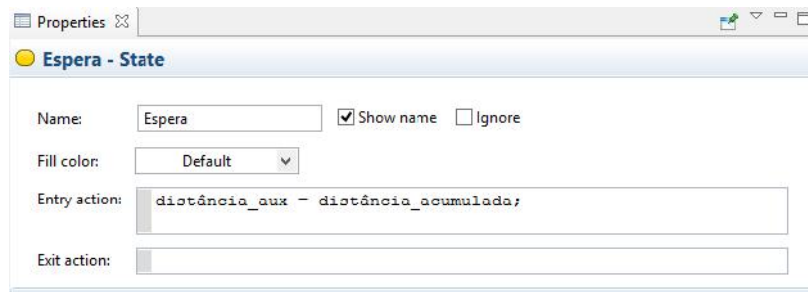 Properties
Espera - State
Name: Espera Show name Ignore
Fill color: Default
Entry action: distância_aux = distância_acumulada;
Exit action: